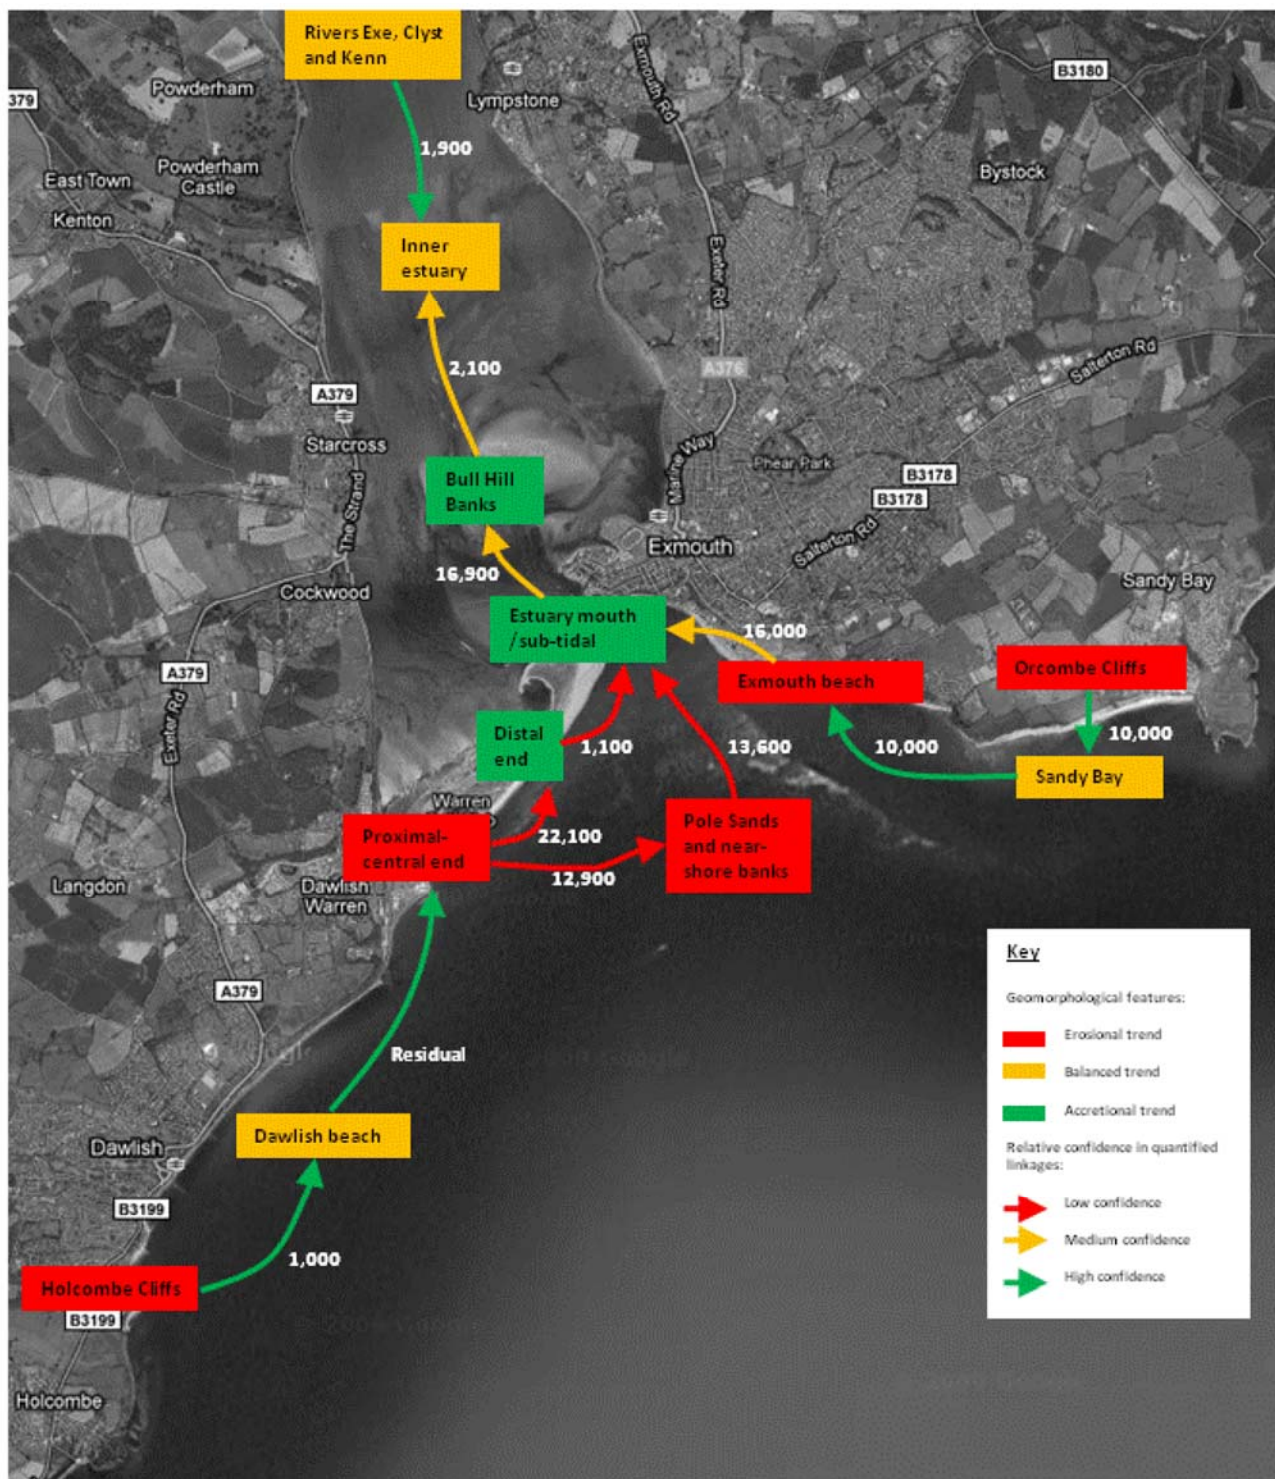 Rivers Exe, Clyst
and Kenn
B3180
Exmouth Rd
379
Powderham
Lympstone
1,900
Powderham
Castle
East Town
Bystock
Kenton
Inner
estuary
Exeter Rd
2,100
A376
Salterton Rd
A379
Starcross
Marine Way
Phear Park
Bull Hill
Banks
B3178
B3178
The Strand
Exmouth
Salterton Rd
16,900
Cockwood
Sandy Bay
Estuary mouth
/sub-tidal
16,000
A379
Exmouth beach
Orcombe Cliffs
Exeter Rd
Distal
end
1,100
13,600
10,000
10,000
Sandy Bay
Warren
Proximal-
central end
22,100
12,900
Pole Sands
and near-
shore banks
Langdon
Dawlish
Warren
A379
Residual
Dawlish beach
Dawlish
B3199
1,000
Holcombe Cliffs
B3199
Holcombe
Key
Geomorphological features:
Erosional trend
Balanced trend
Accretional trend
Relative confidence in quantified
linkages:
Low confidence
Medium confidence
High confidence